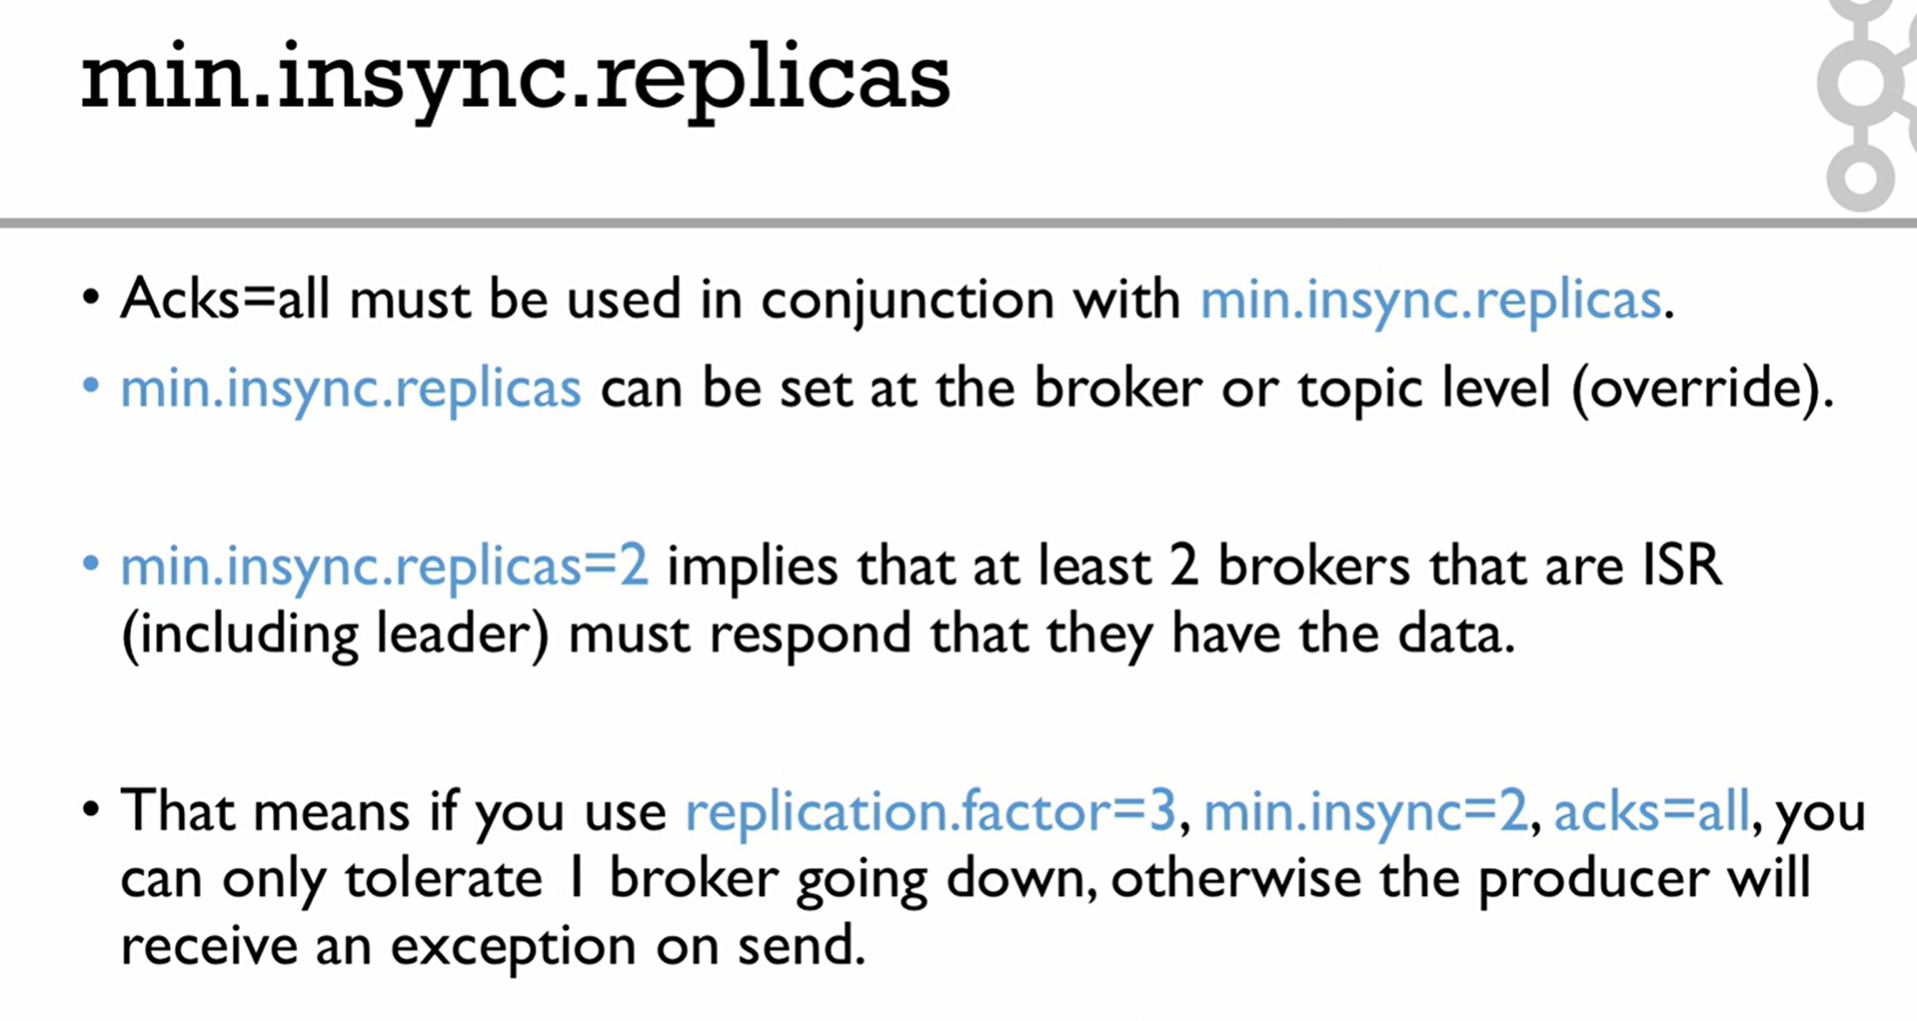 min.insync.replicas
• Acks=all must be used in conjunction with min.insync.replicas.
• min.insync.replicas can be set at the broker or topic level (override).
• min.insync.replicas=2 implies that at least 2 brokers that are ISR
(including leader) must respond that they have the data.
• That means if you use replication.factor=3, min.insync=2, acks=all, you
can only tolerate 1 broker going down, otherwise the producer will
receive an exception on send.